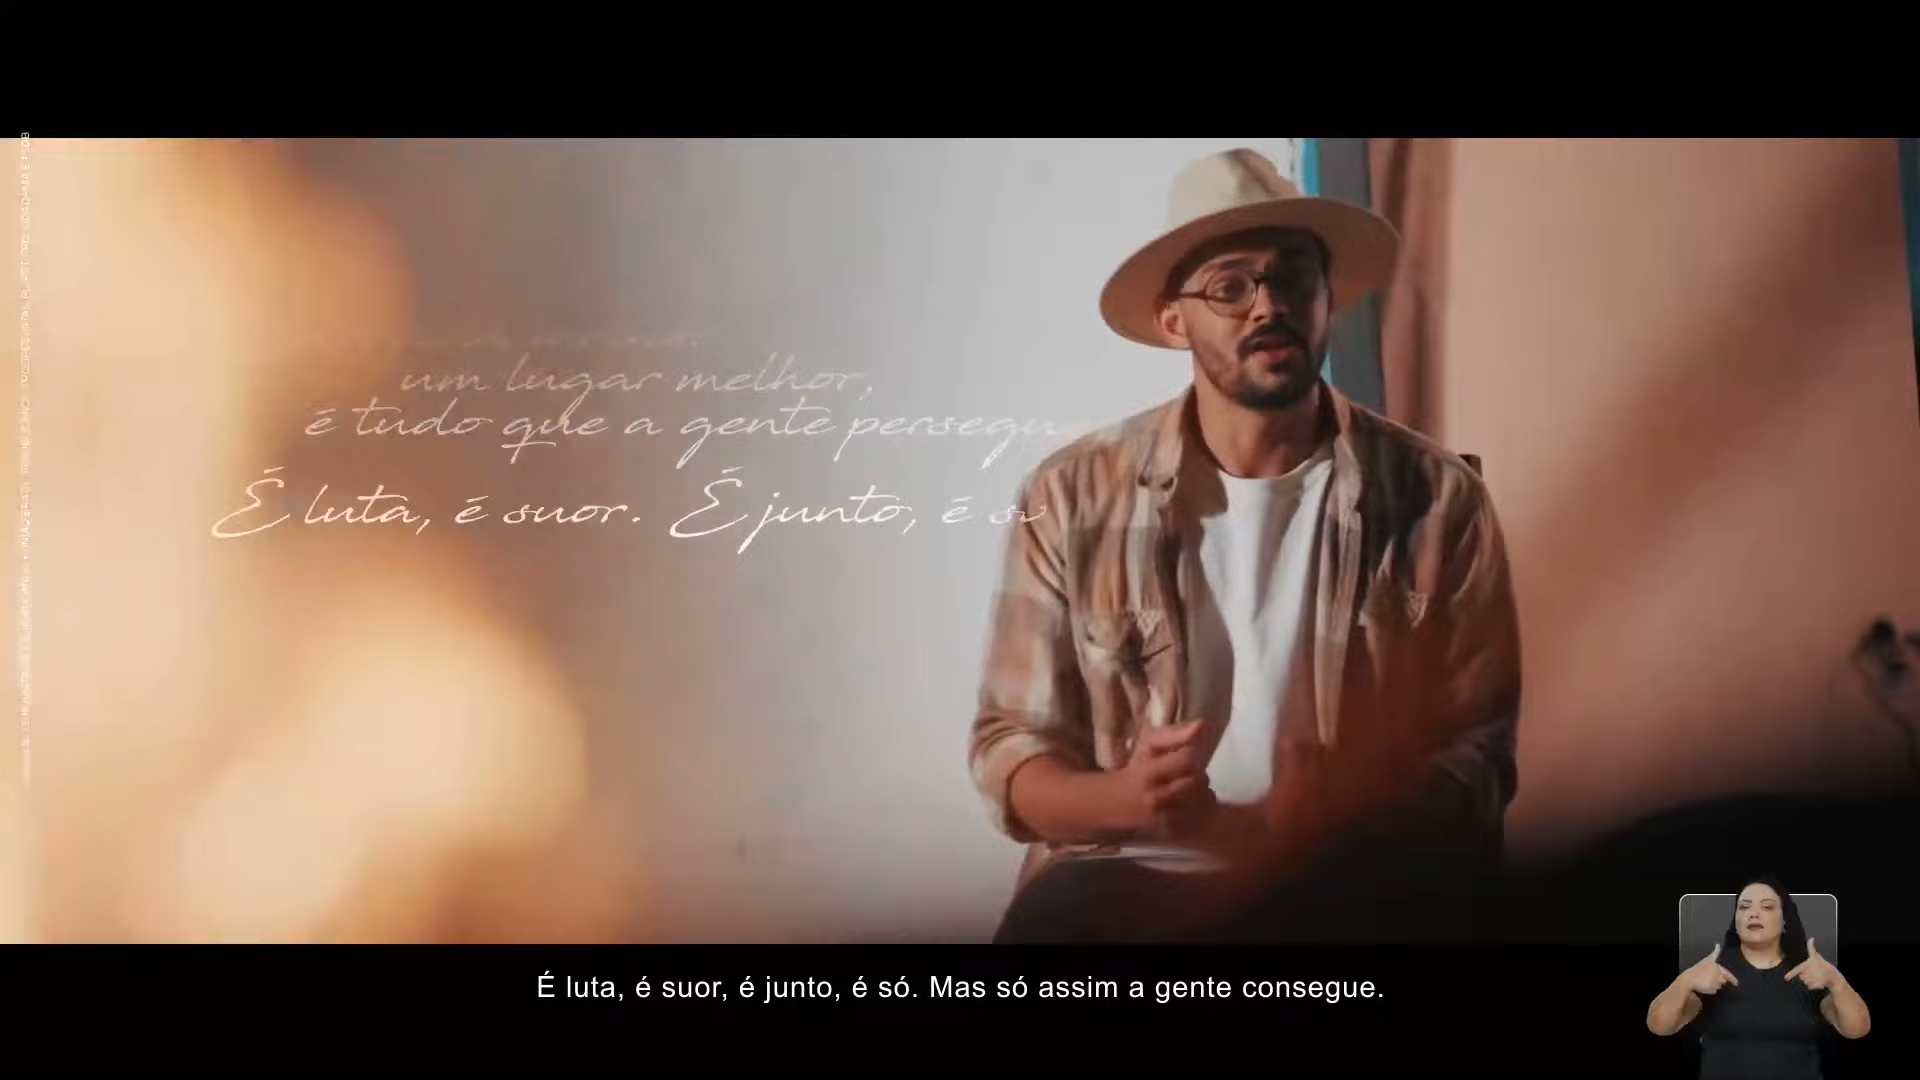 um lugar melhor,
é tudo que a gente persegu
É luta, é suor. É junto, é só
É luta, é suor, é junto, é só. Mas só assim a gente consegue.